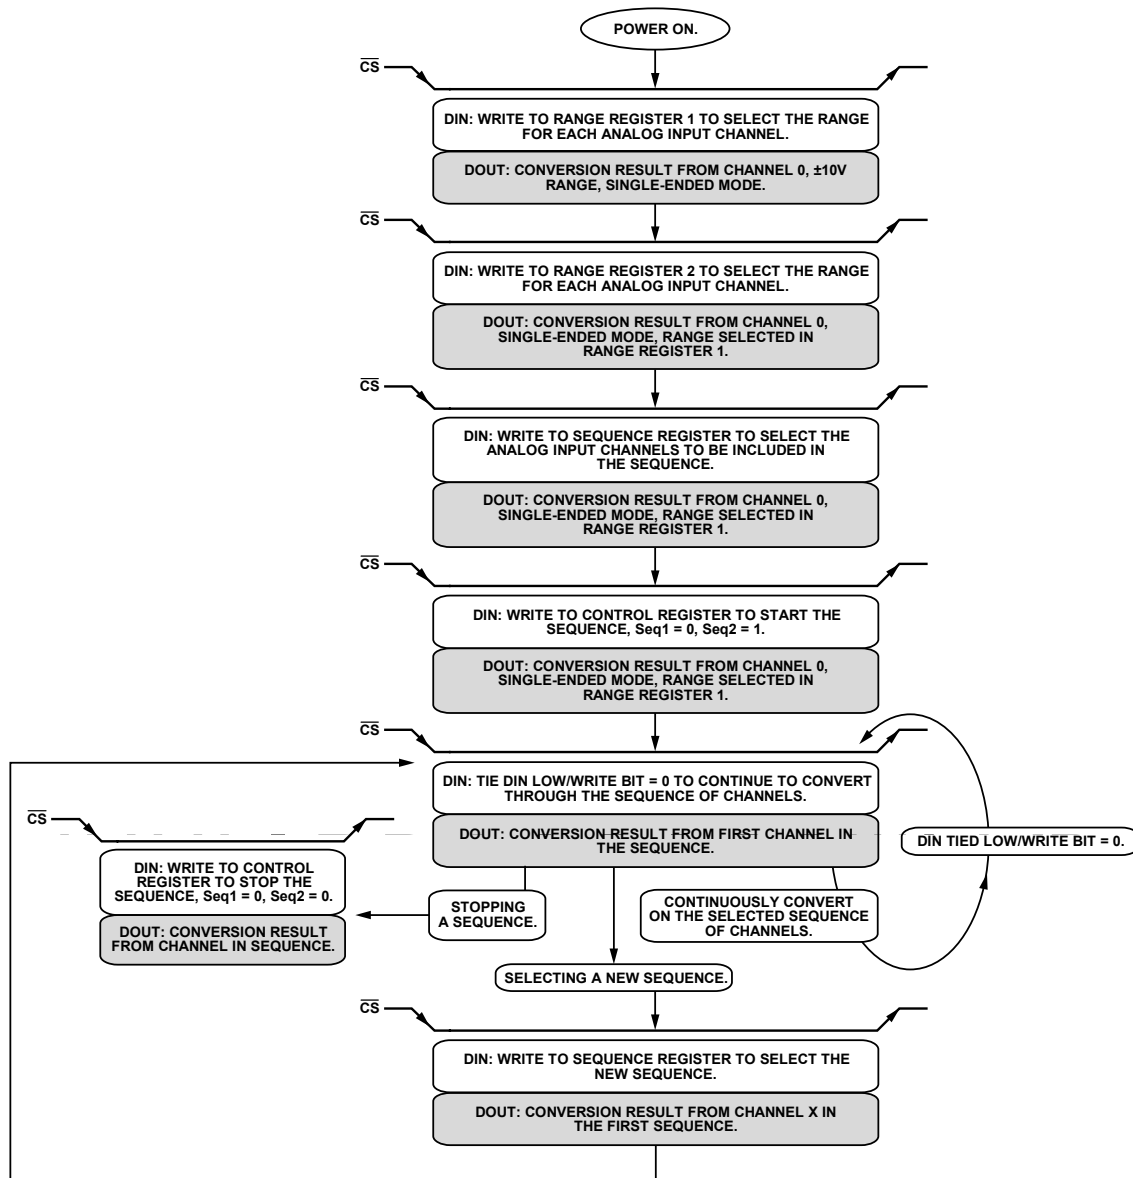 POWER ON.
CS
DIN: WRITE TO RANGE REGISTER 1 TO SELECT THE RANGE
FOR EACH ANALOG INPUT CHANNEL.
DOUT: CONVERSION RESULT FROM CHANNEL 0, ±10V
RANGE, SINGLE-ENDED MODE.
CS
DIN: WRITE TO RANGE REGISTER 2 TO SELECT THE RANGE
FOR EACH ANALOG INPUT CHANNEL.
DOUT: CONVERSION RESULT FROM CHANNEL 0,
SINGLE-ENDED MODE, RANGE SELECTED IN
RANGE REGISTER 1.
CS
DIN: WRITE TO SEQUENCE REGISTER TO SELECT THE
ANALOG INPUT CHANNELS TO BE INCLUDED IN
THE SEQUENCE.
DOUT: CONVERSION RESULT FROM CHANNEL 0,
SINGLE-ENDED MODE, RANGE SELECTED IN
RANGE REGISTER 1.
CS
DIN: WRITE TO CONTROL REGISTER TO START THE
SEQUENCE, Seq1 = 0, Seq2 = 1.
DOUT: CONVERSION RESULT FROM CHANNEL 0,
SINGLE-ENDED MODE, RANGE SELECTED IN
RANGE REGISTER 1.
CS
DIN: TIE DIN LOW/WRITE BIT = 0 TO CONTINUE TO CONVERT
THROUGH THE SEQUENCE OF CHANNELS.
DOUT: CONVERSION RESULT FROM FIRST CHANNEL IN
THE SEQUENCE.
DIN TIED LOW/WRITE BIT = 0.
CS
DIN: WRITE TO CONTROL
REGISTER TO STOP THE
SEQUENCE, Seq1 = 0, Seq2 = 0.
DOUT: CONVERSION RESULT
FROM CHANNEL IN SEQUENCE.
STOPPING
A SEQUENCE.
CONTINUOUSLY CONVERT
ON THE SELECTED SEQUENCE
OF CHANNELS.
SELECTING A NEW SEQUENCE.
CS
DIN: WRITE TO SEQUENCE REGISTER TO SELECT THE
NEW SEQUENCE.
DOUT: CONVERSION RESULT FROM CHANNEL X IN
THE FIRST SEQUENCE.